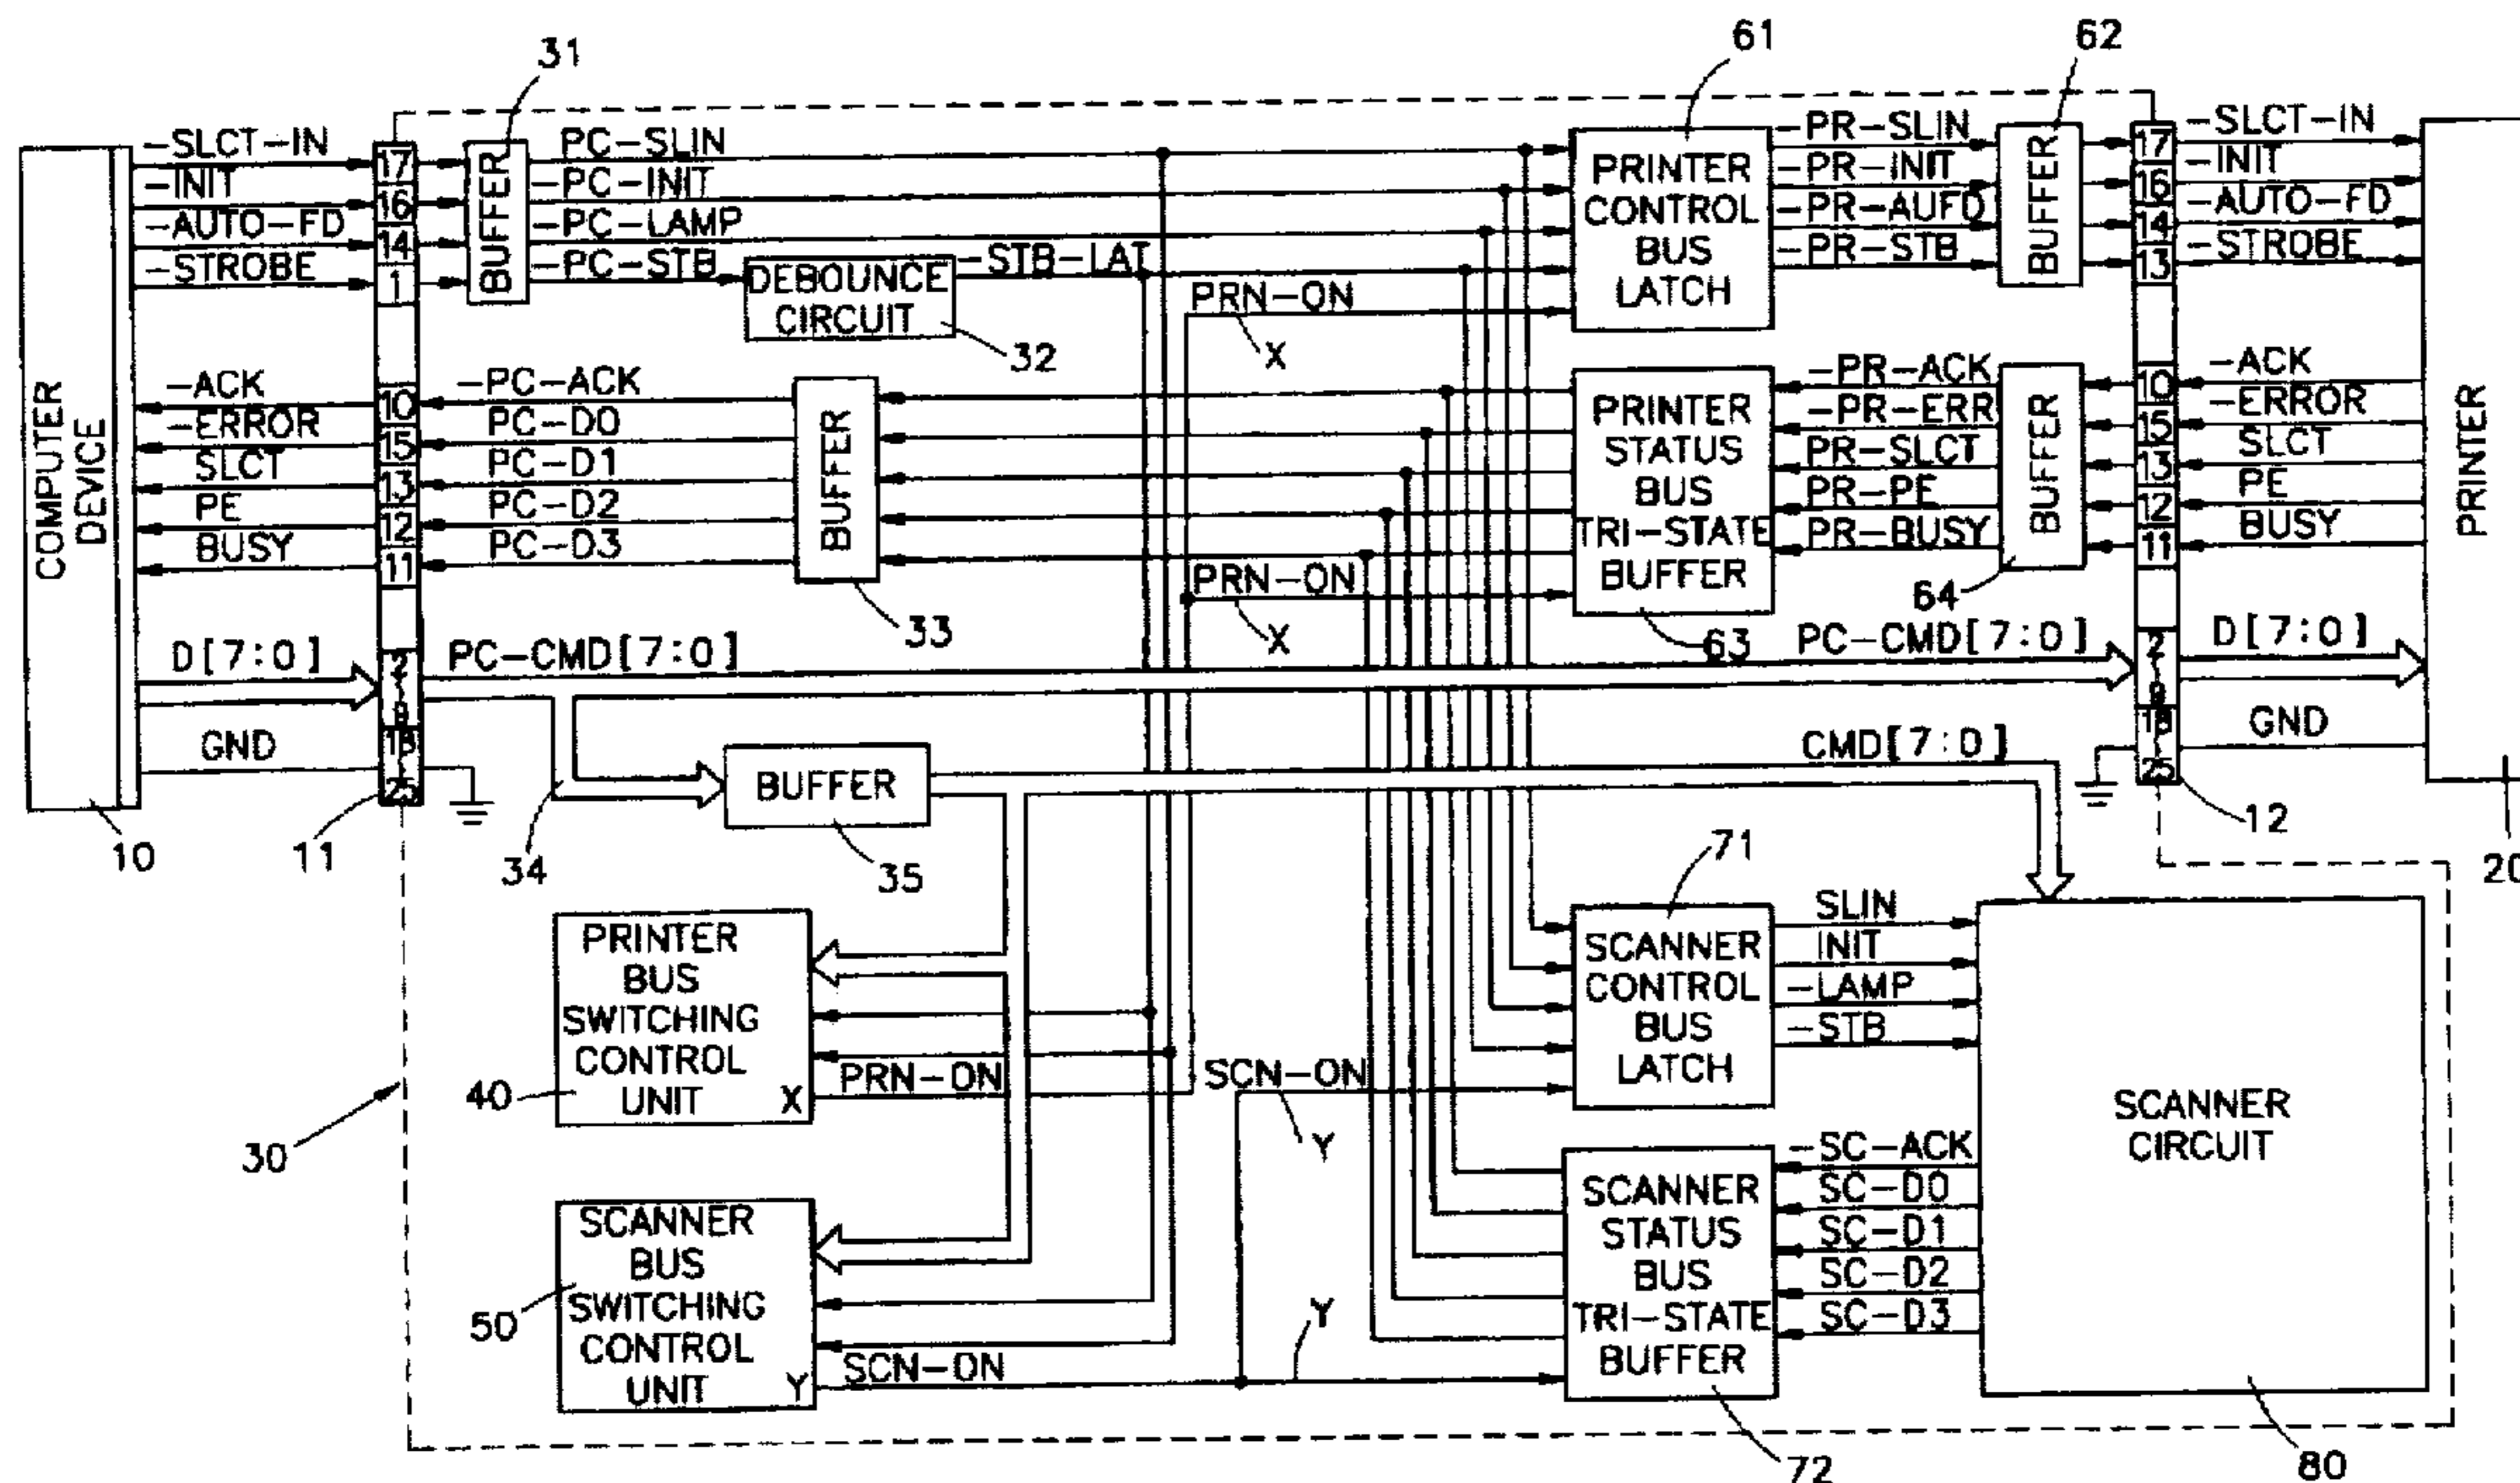 61
62
31
-SLCT-IN
-INIT
-AUTO-FD
-STROBE
17
16
14
1
BUFFER
PC-SLIN
-PC-INIT
-PC-LAMP
-PC-STB
DEBOUNCE
CIRCUIT
32
-STB-LAT
PRN-ON
X
PRINTER
CONTROL
BUS
LATCH
-PR-SLIN
-PR-INIT
-PR-AUFD
-PR-STB
BUFFER
17
16
14
13
-SLCT-IN
-INIT
-AUTO-FD
-STROBE
COMPUTER
DEVICE
-ACK
-ERROR
SLCT
PE
BUSY
10
15
13
12
11
-PC-ACK
PC-D0
PC-D1
PC-D2
PC-D3
BUFFER
33
PRN-ON
X
PRINTER
STATUS
BUS
TRI-STATE
BUFFER
63
-PR-ACK
-PR-ERR
PR-SLCT
PR-PE
PR-BUSY
BUFFER
64
10
15
13
12
11
-ACK
-ERROR
SLCT
PE
BUSY
PRINTER
D[7:0]
2
9
PC-CMD[7:0]
PC-CMD[7:0]
2
9
D[7:0]
GND
18
25
BUFFER
CMD[7:0]
18
25
GND
10
11
34
35
12
20
71
PRINTER
BUS
SWITCHING
CONTROL
UNIT
X
40
PRN-ON
SCN-ON
Y
SCANNER
CONTROL
BUS
LATCH
SLIN
INIT
-LAMP
-STB
SCANNER
CIRCUIT
30
SCANNER
BUS
SWITCHING
CONTROL
UNIT
Y
50
SCN-ON
Y
SCANNER
STATUS
BUS
TRI-STATE
BUFFER
-SC-ACK
SC-D0
SC-D1
SC-D2
SC-D3
72
80